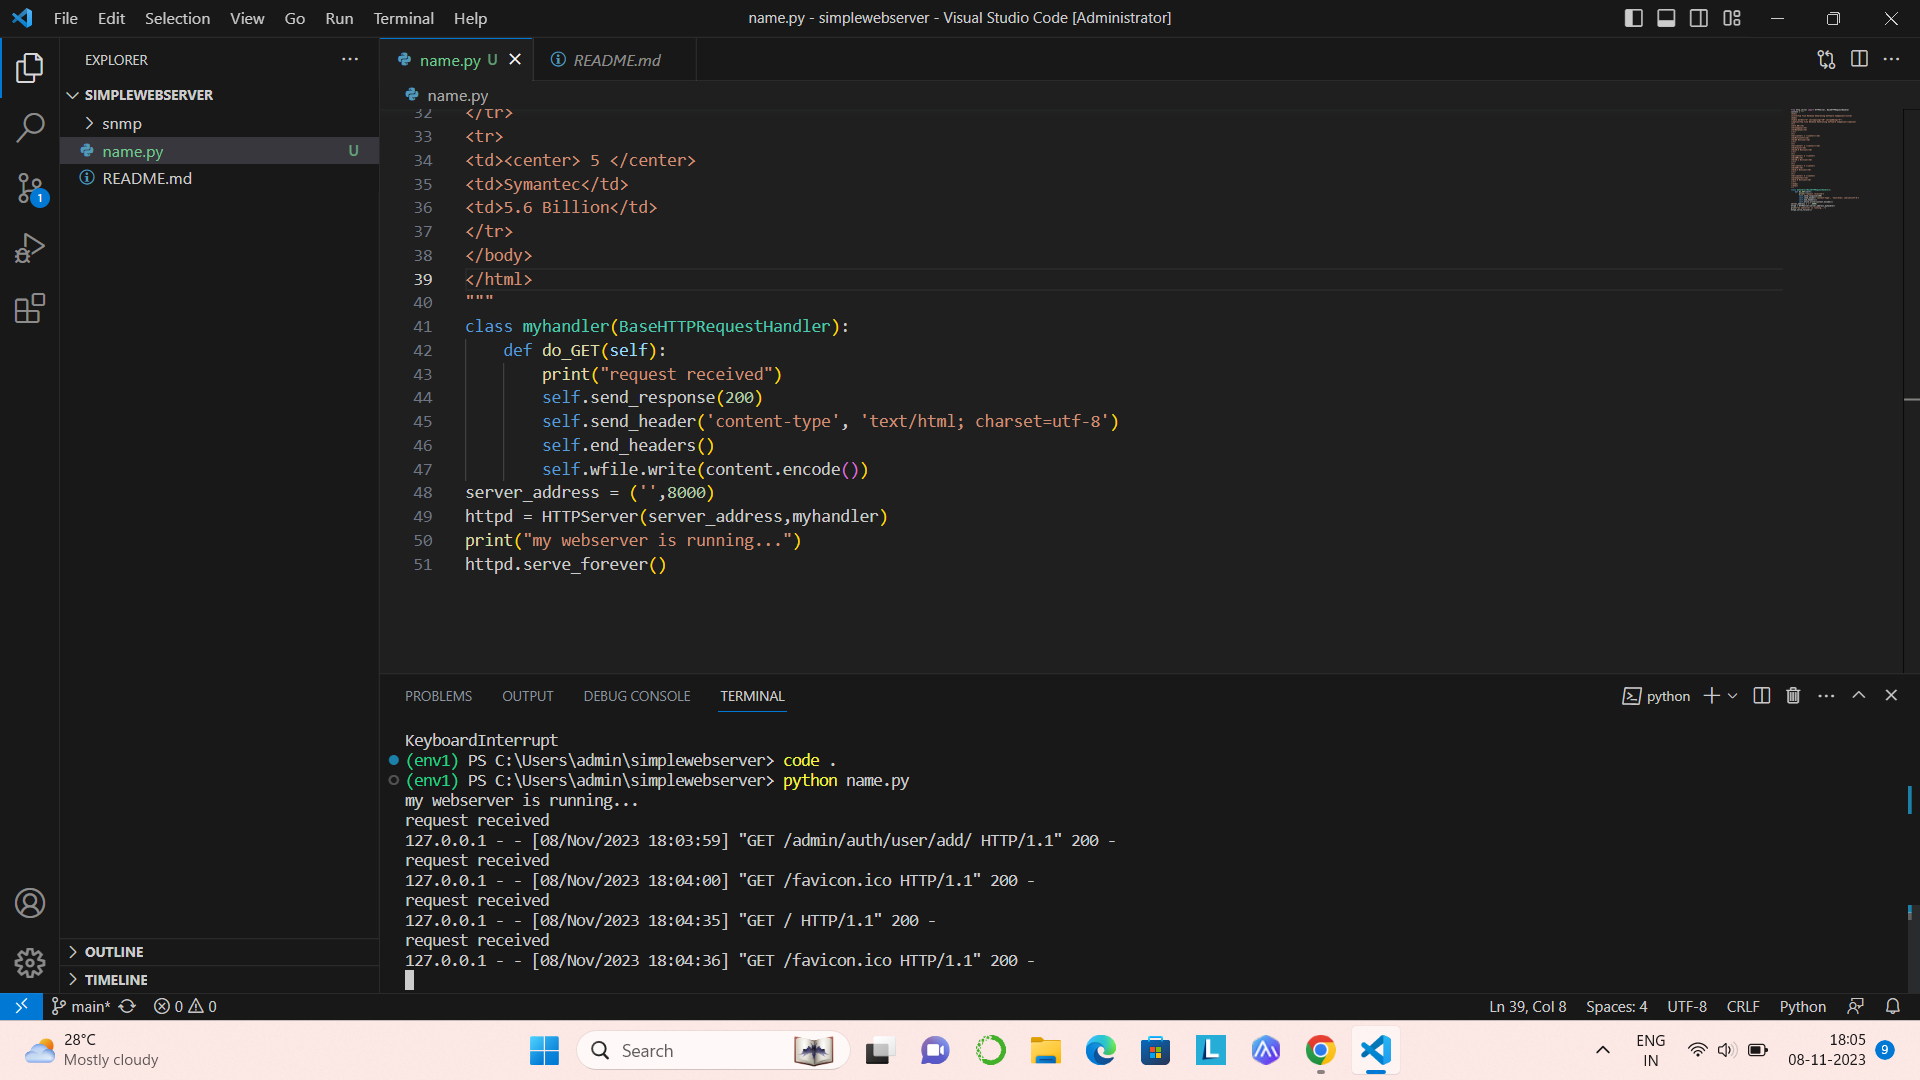 File Edit Selection View Go Run Terminal Help
name.py - simplewebserver - Visual Studio Code [Administrator]
EXPLORER
SIMPLEWEBSERVER
snmp
name.py U
README.md
OUTLINE
TIMELINE
name.py U
README.md
name.py
32 </tr>
33 <tr>
34 <td><center> 5 </center>
35 <td>Symantec</td>
36 <td>5.6 Billion</td>
37 </tr>
38 </body>
39 </html>
40 """
41 class myhandler(BaseHTTPRequestHandler):
42 def do_GET(self):
43 print("request received")
44 self.send_response(200)
45 self.send_header('content-type', 'text/html; charset=utf-8')
46 self.end_headers()
47 self.wfile.write(content.encode())
48 server_address = ('',8000)
49 httpd = HTTPServer(server_address,myhandler)
50 print("my webserver is running...")
51 httpd.serve_forever()
PROBLEMS OUTPUT DEBUG CONSOLE TERMINAL
python
KeyboardInterrupt
(env1) PS C:\Users\admin\simplewebserver> code .
(env1) PS C:\Users\admin\simplewebserver> python name.py
my webserver is running...
request received
127.0.0.1 - - [08/Nov/2023 18:03:59] "GET /admin/auth/user/add/ HTTP/1.1" 200 -
request received
127.0.0.1 - - [08/Nov/2023 18:04:00] "GET /favicon.ico HTTP/1.1" 200 -
request received
127.0.0.1 - - [08/Nov/2023 18:04:35] "GET / HTTP/1.1" 200 -
request received
127.0.0.1 - - [08/Nov/2023 18:04:36] "GET /favicon.ico HTTP/1.1" 200 -
1
main* 0 0
Ln 39, Col 8 Spaces: 4 UTF-8 CRLF Python
28°C
Mostly cloudy
Search
L
ENG
IN
18:05
08-11-2023
9